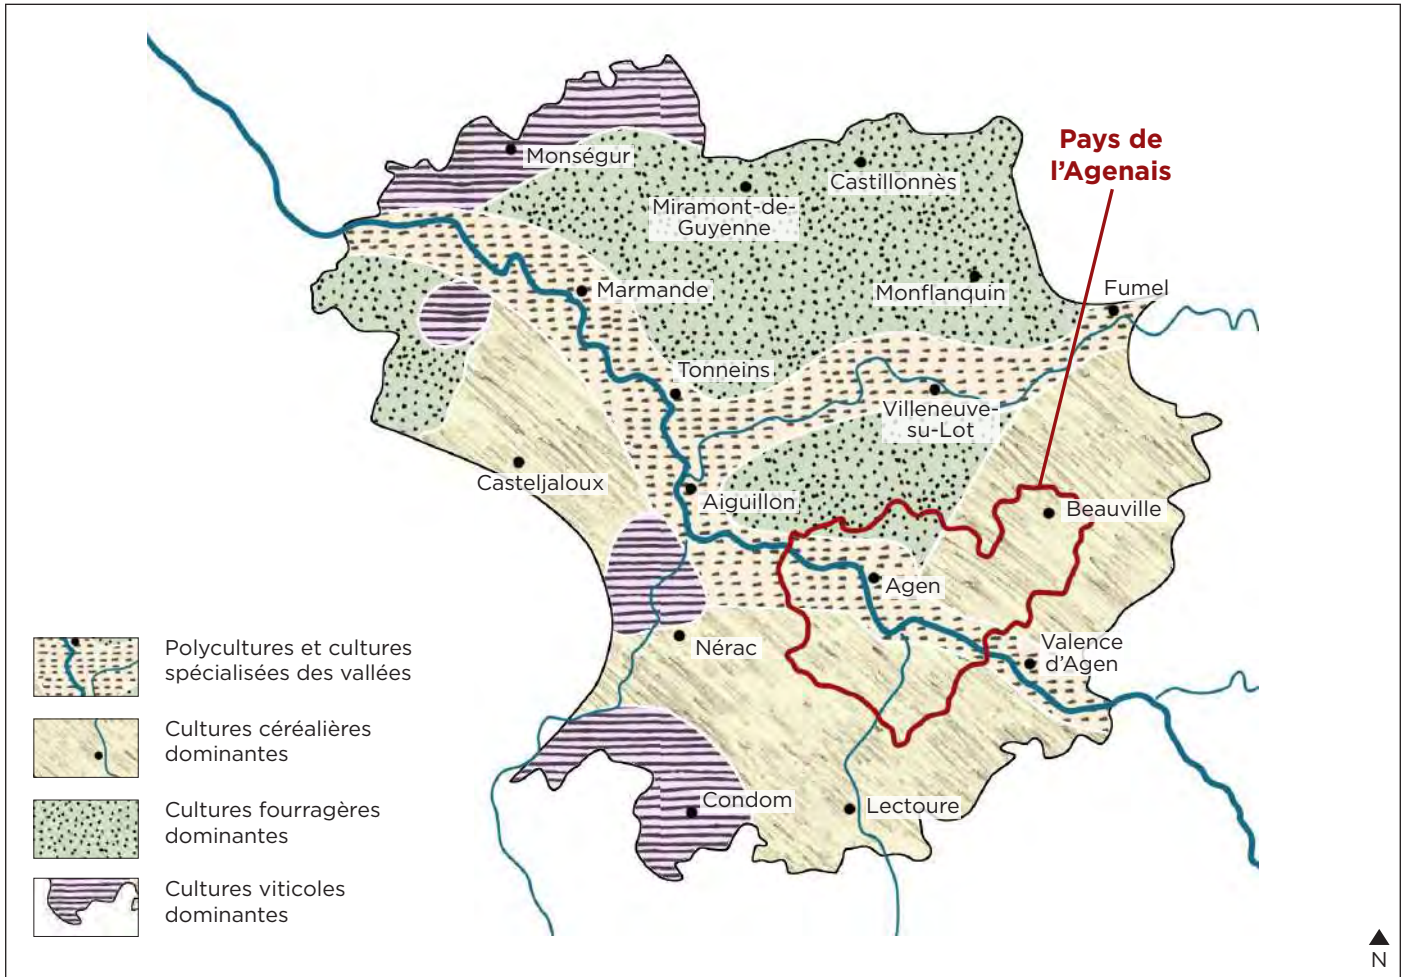 Pays de
l'Agenais
Monségur
Castillonnès
Miramont-de-
Guyenne
Marmande
Monflanquin
Fumel
Tonneins
Villeneuve-
su-Lot
Casteljaloux
Aiguillon
Beauville
Agen
Nérac
Valence
d'Agen
Condom
Lectoure
Polycultures et cultures
spécialisées des vallées
Cultures céréalières
dominantes
Cultures fourragères
dominantes
Cultures viticoles
dominantes
N